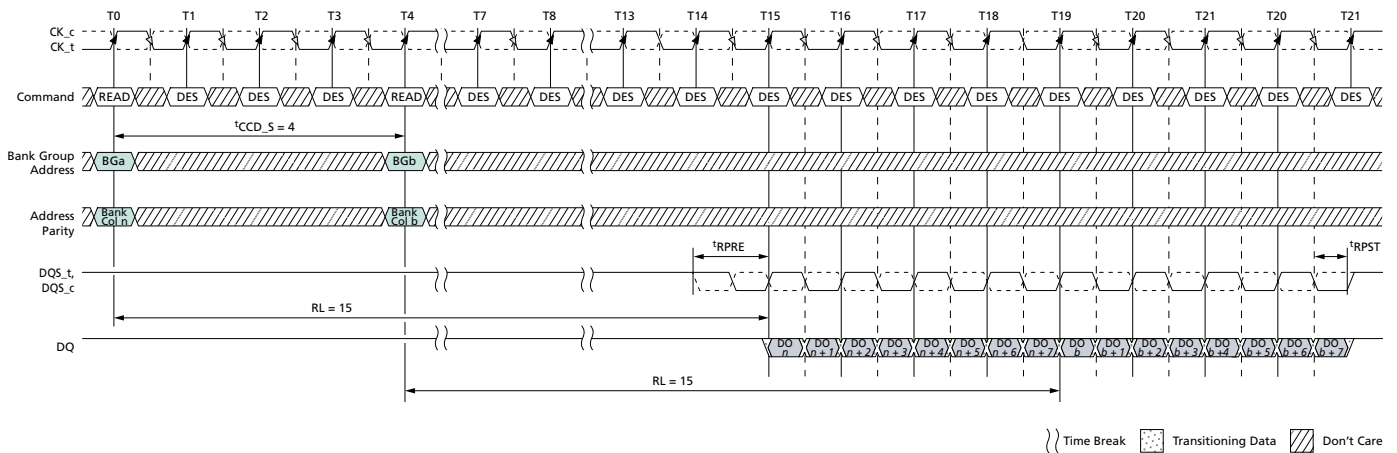 T0 T1 T2 T3 T4 T7 T8 T13 T14 T15 T16 T17 T18 T19 T20 T21 T20 T21
CK_c
CK_t
Command READ DES DES DES READ DES DES DES DES DES DES DES DES DES DES DES DES DES
tCCD_S = 4
Bank Group
Address
BGa BGb
Address
Parity
Bank
Col n
Bank
Col b
tRPRE tRPST
DQS_t,
DQS_c
RL = 15
DQ
DO DO DO DO DO DO DO DO DO DO DO DO DO DO DO DO
n n + 1 n + 2 n + 3 n + 4 n + 5 n + 6 n + 7 b b + 1 b + 2 b + 3 b + 4 b + 5 b + 6 b + 7
RL = 15
Time Break Transitioning Data Don't Care